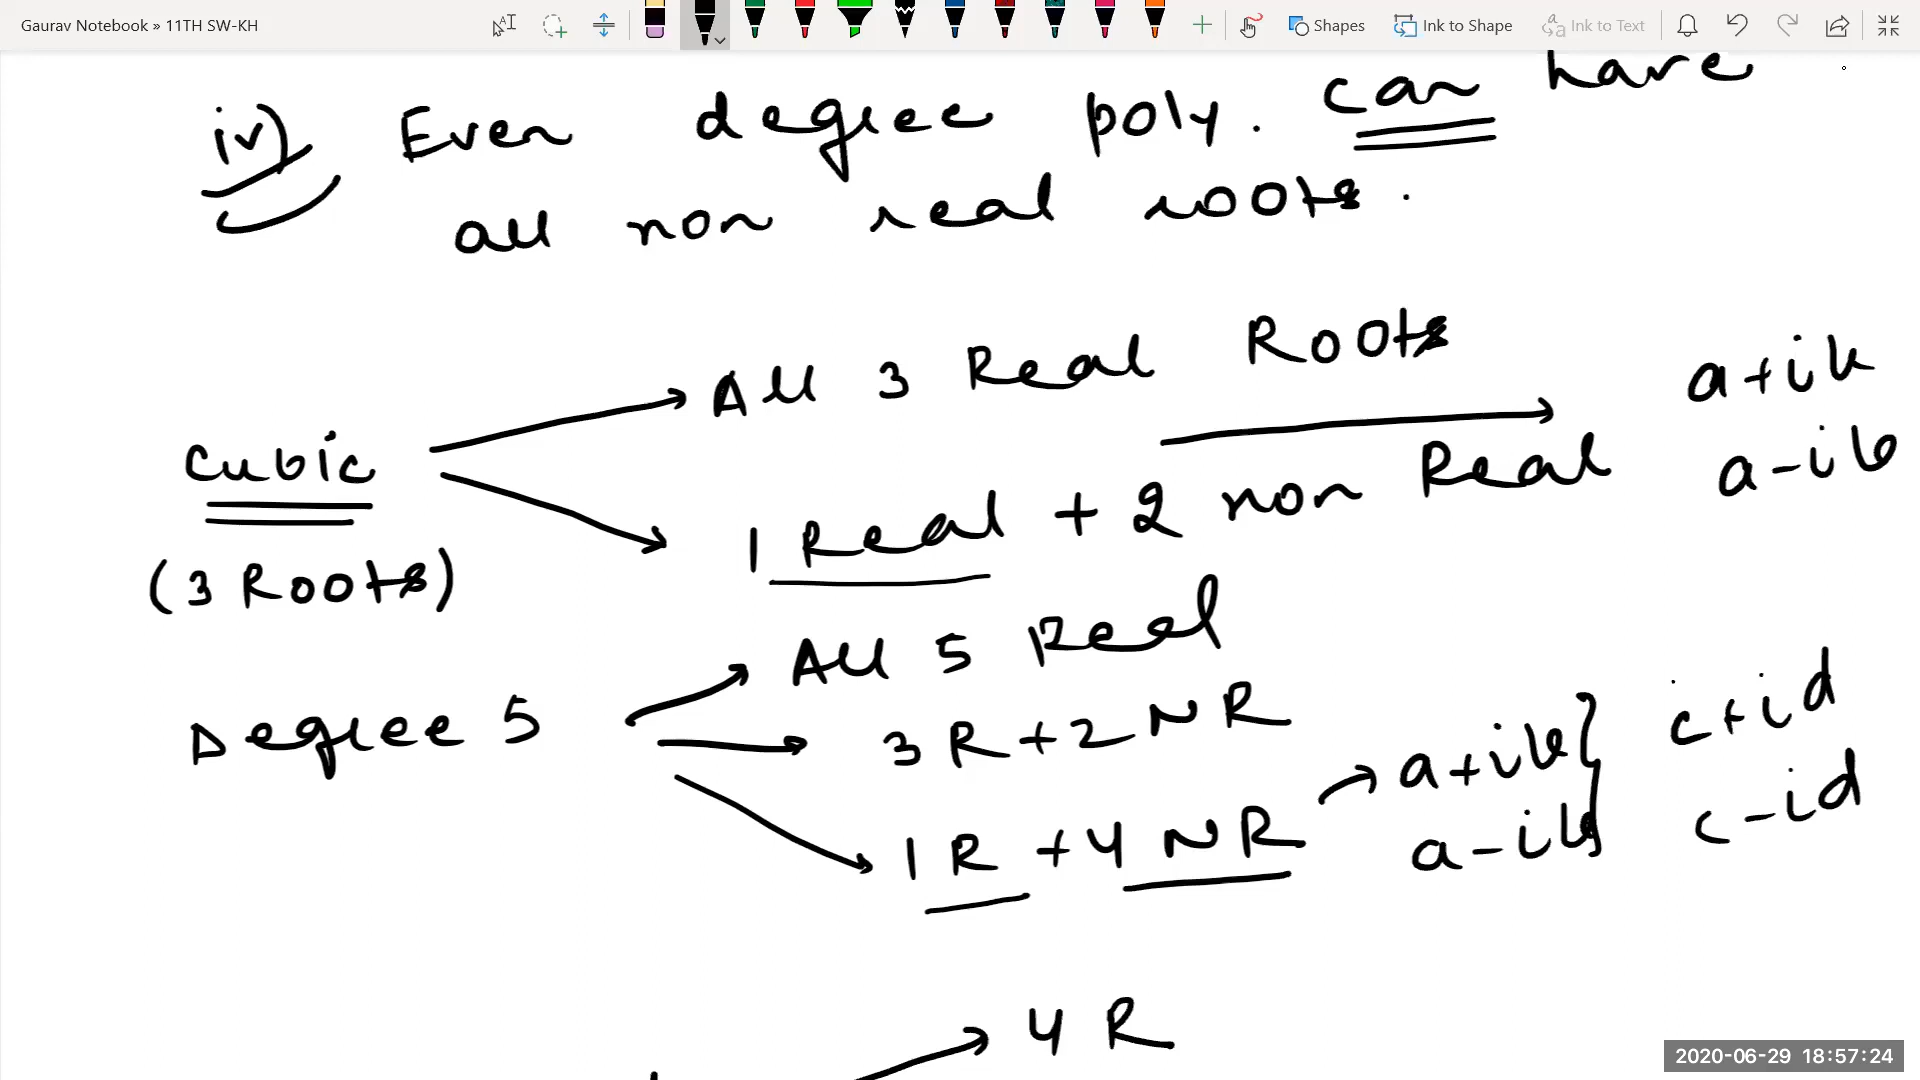 Gaurav Notebook » 11TH SW-KH
Shapes
Ink to Shape
Ink to Text
iv) Even degree poly. can have
all non real roots.
All 3 Real Roots
a+ib
a-ib
Cubic
(3 Roots)
1 Real + 2 non Real
All 5 Real
Degree 5
3R+2NR
1R+4NR
a+ib
a-ib
c+id
c-id
4R
2020-06-29 18:57:24